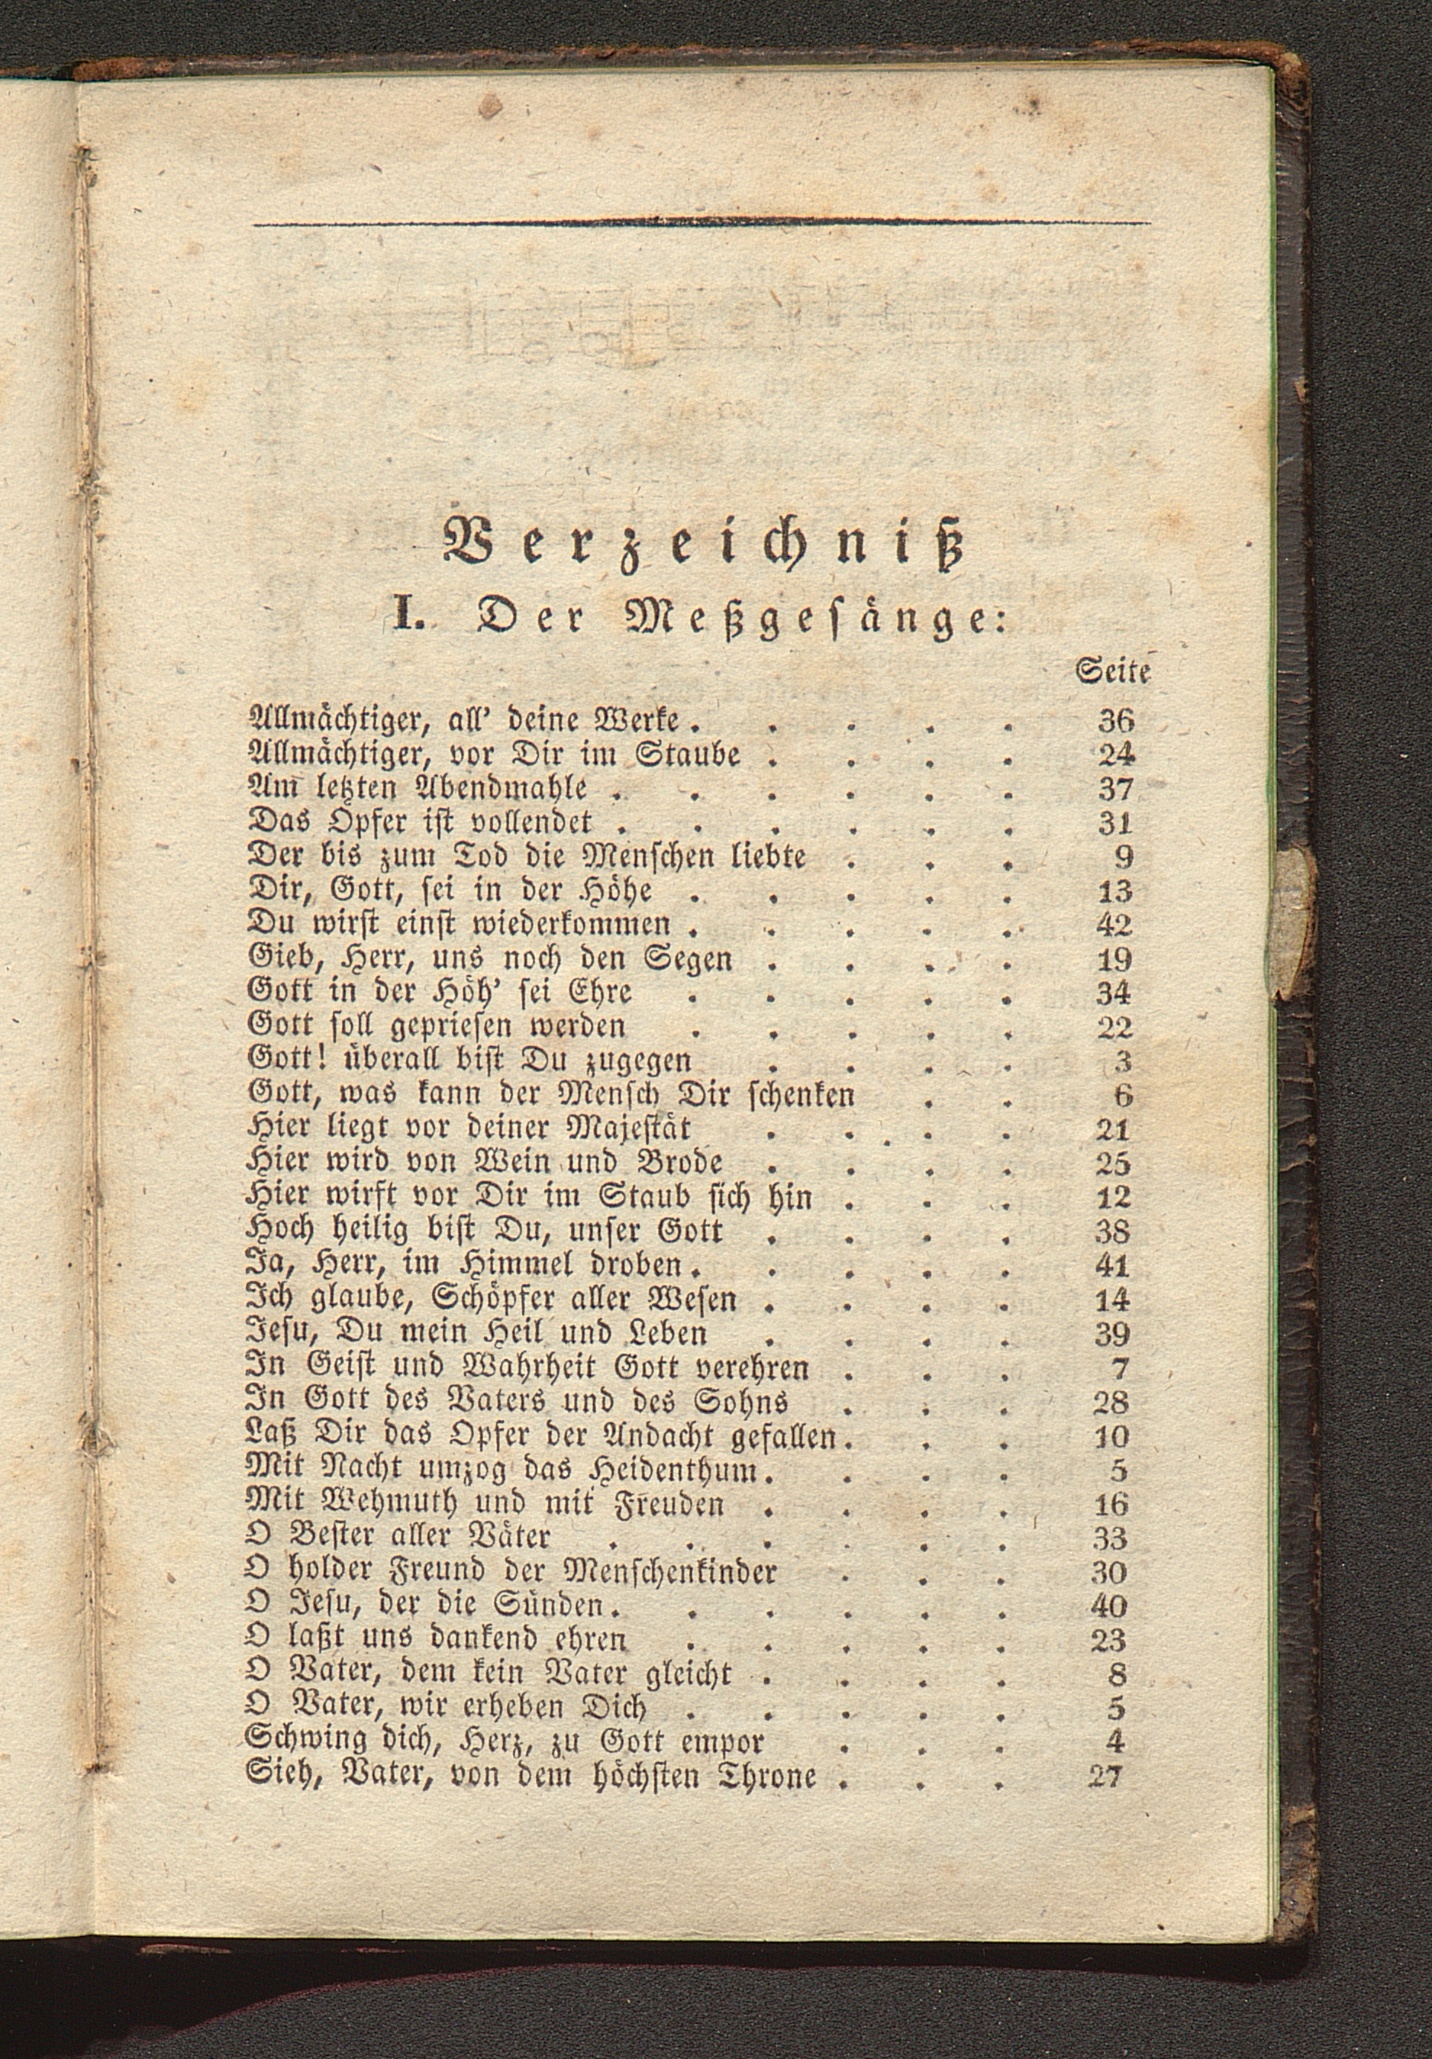 Verzeichniß
I. Der Meßgesänge:
Seite
Allmächtiger, all' deine Werke . . . . . 36
Allmächtiger, vor Dir im Staube . . . . 24
Am letzten Abendmahle . . . . . . 37
Das Opfer ist vollendet . . . . . . 31
Der bis zum Tod die Menschen liebte . . . 9
Dir, Gott, sei in der Höhe . . . . . 13
Du wirst einst wiederkommen . . . . . 42
Gieb, Herr, uns noch den Segen . . . . 19
Gott in der Höh' sei Ehre . . . . . 34
Gott soll gepriesen werden . . . . . 22
Gott! überall bist Du zugegen . . . . 3
Gott, was kann der Mensch Dir schenken . . 6
Hier liegt vor deiner Majestät . . . . 21
Hier wird von Wein und Brode . . . . 25
Hier wirft vor Dir im Staub sich hin . . . 12
Hoch heilig bist Du, unser Gott . . . . 38
Ja, Herr, im Himmel droben . . . . . 41
Ich glaube, Schöpfer aller Wesen . . . . 14
Jesu, Du mein Heil und Leben . . . . 39
In Geist und Wahrheit Gott verehren . . . 7
In Gott des Vaters und des Sohns . . . 28
Laß Dir das Opfer der Andacht gefallen . . . 10
Mit Nacht umzog das Heidenthum . . . . 5
Mit Wehmuth und mit Freuden . . . . 16
O Bester aller Väter . . . . . . 33
O holder Freund der Menschenkinder . . . 30
O Jesu, der die Sünden . . . . . . 40
O laßt uns dankend ehren . . . . . 23
O Vater, dem kein Vater gleicht . . . . 8
O Vater, wir erheben Dich . . . . . 5
Schwing dich, Herz, zu Gott empor . . . 4
Sieh, Vater, von dem höchsten Throne . . . 27